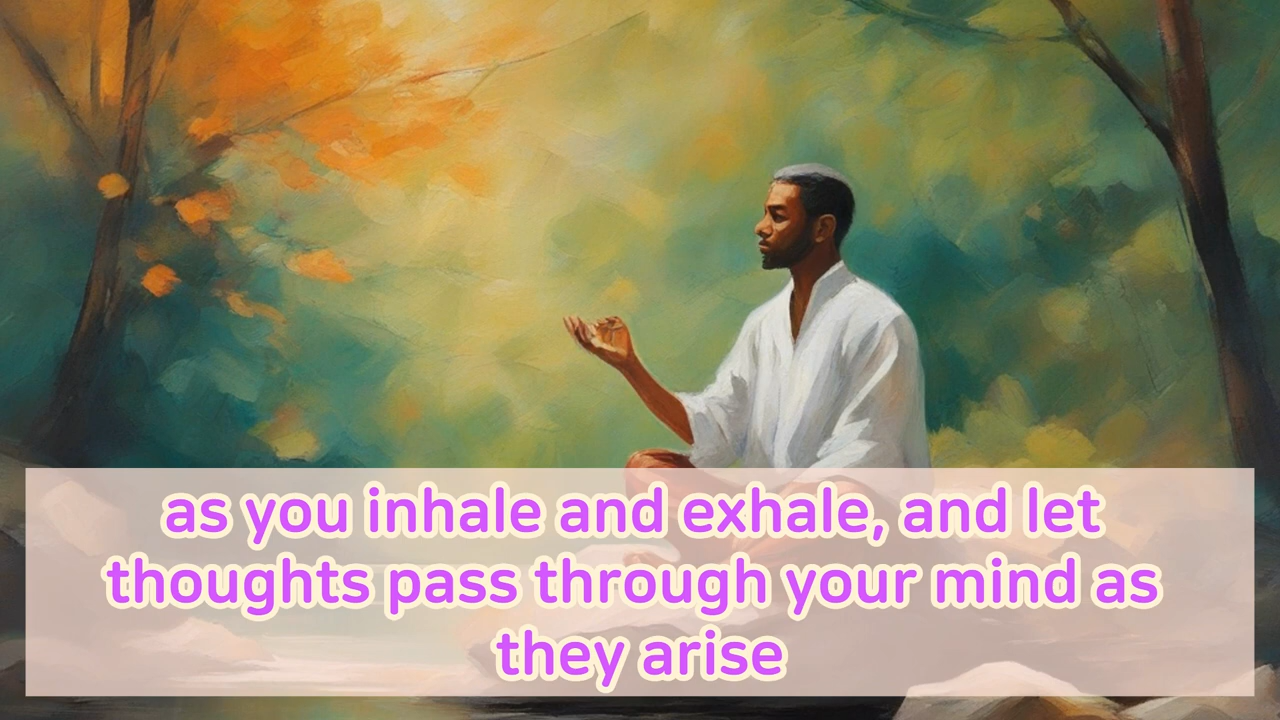 as you inhale and exhale, and let
thoughts pass through your mind as
they arise